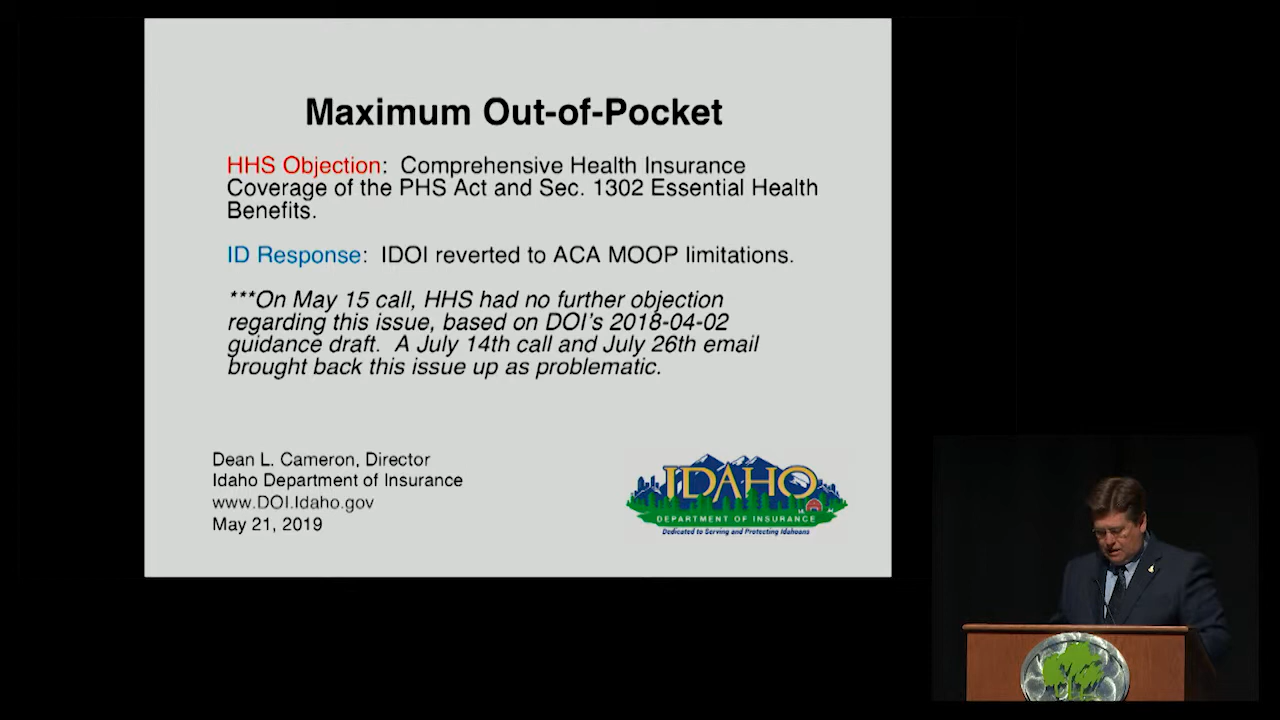 Maximum Out-of-Pocket
HHS Objection: Comprehensive Health Insurance
Coverage of the PHS Act and Sec. 1302 Essential Health
Benefits.
ID Response: IDOI reverted to ACA MOOP limitations.
***On May 15 call, HHS had no further objection
regarding this issue, based on DOI's 2018-04-02
guidance draft. A July 14th call and July 26th email
brought back this issue up as problematic.
Dean L. Cameron, Director
Idaho Department of Insurance
www.DOI.Idaho.gov
May 21, 2019
IDAHO
DEPARTMENT OF INSURANCE
Dedicated to Serving and Protecting Idahoans